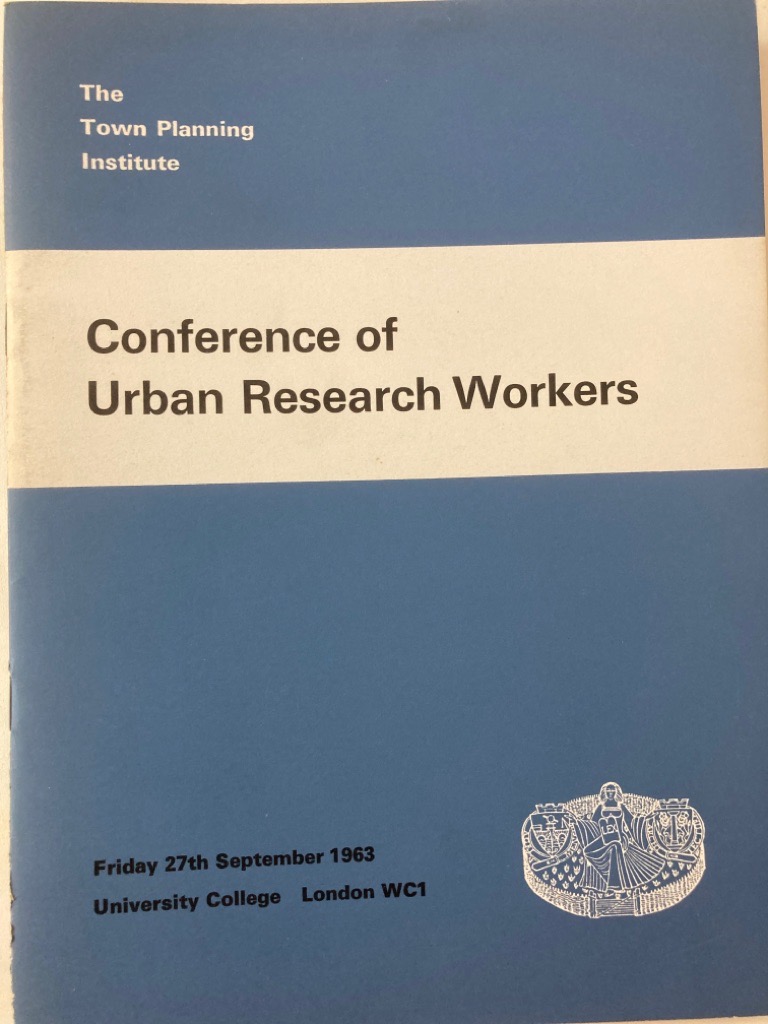 The
Town Planning
Institute
Conference of
Urban Research Workers
Friday 27th September 1963
University College London WC1